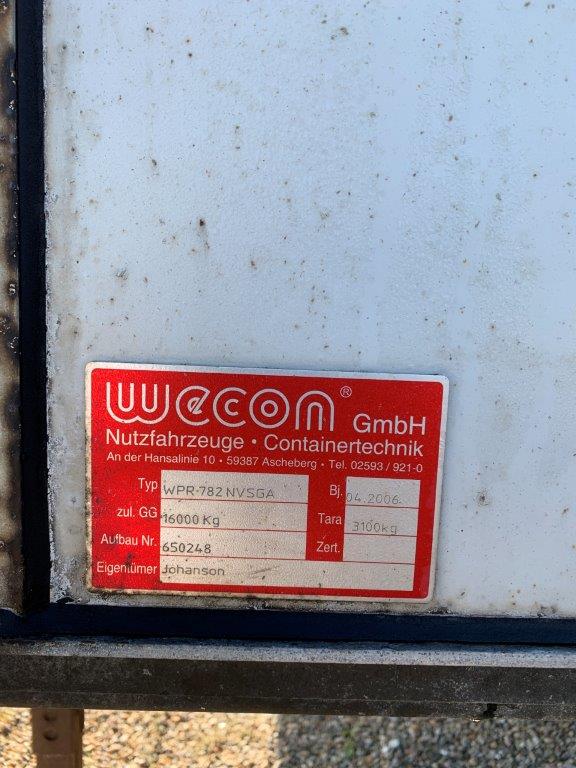 wecon® GmbH
Nutzfahrzeuge • Containertechnik
An der Hansalinie 10 • 59387 Ascheberg • Tel. 02593 / 921-0
Typ WPR-782 NVSGA Bj. 04.2006
zul. GG 16000 Kg Tara 3100kg
Aufbau Nr. 650248 Zert.
Eigentümer Johanson